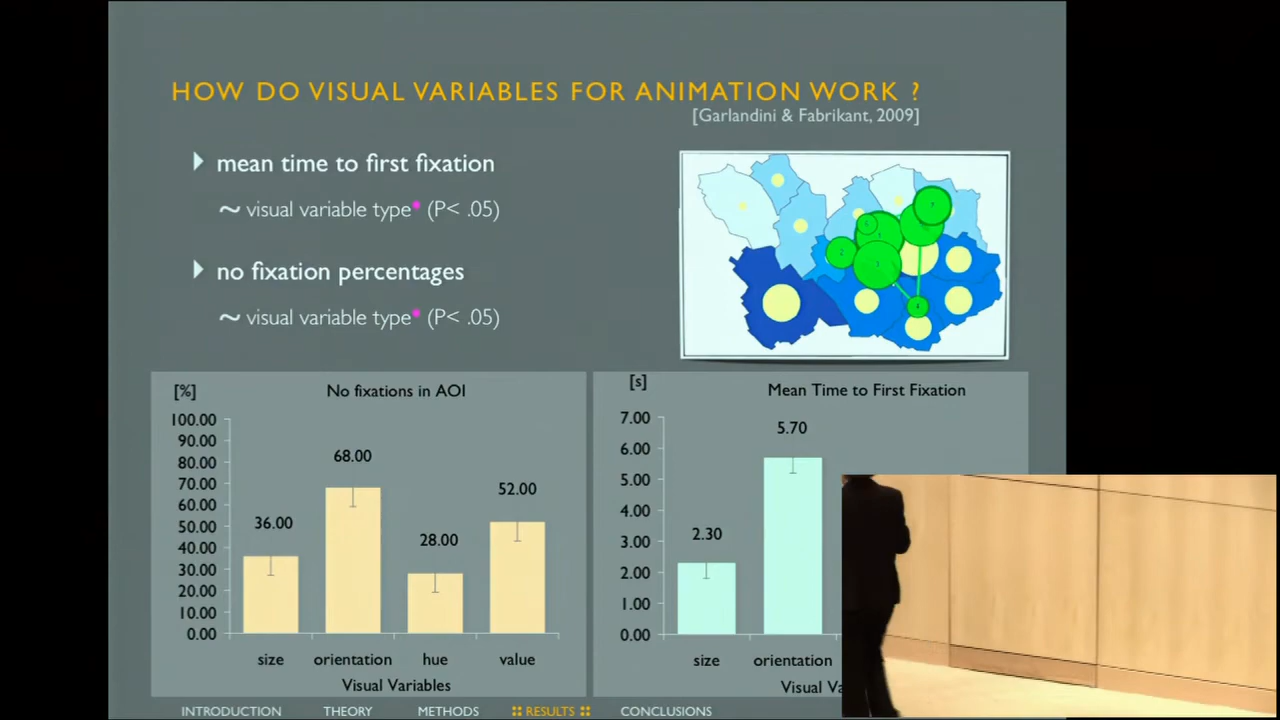 HOW DO VISUAL VARIABLES FOR ANIMATION WORK ?
[Garlandini & Fabrikant, 2009]
mean time to first fixation
~ visual variable type* (P< .05)
no fixation percentages
~ visual variable type* (P< .05)
[%]
No fixations in AOI
100.00
90.00
80.00
70.00
60.00
50.00
40.00
30.00
20.00
10.00
0.00
36.00
68.00
28.00
52.00
size orientation hue value
Visual Variables
[s]
Mean Time to First Fixation
7.00
6.00
5.00
4.00
3.00
2.00
1.00
0.00
2.30
5.70
size orientation
Visual Va
INTRODUCTION THEORY METHODS RESULTS CONCLUSIONS